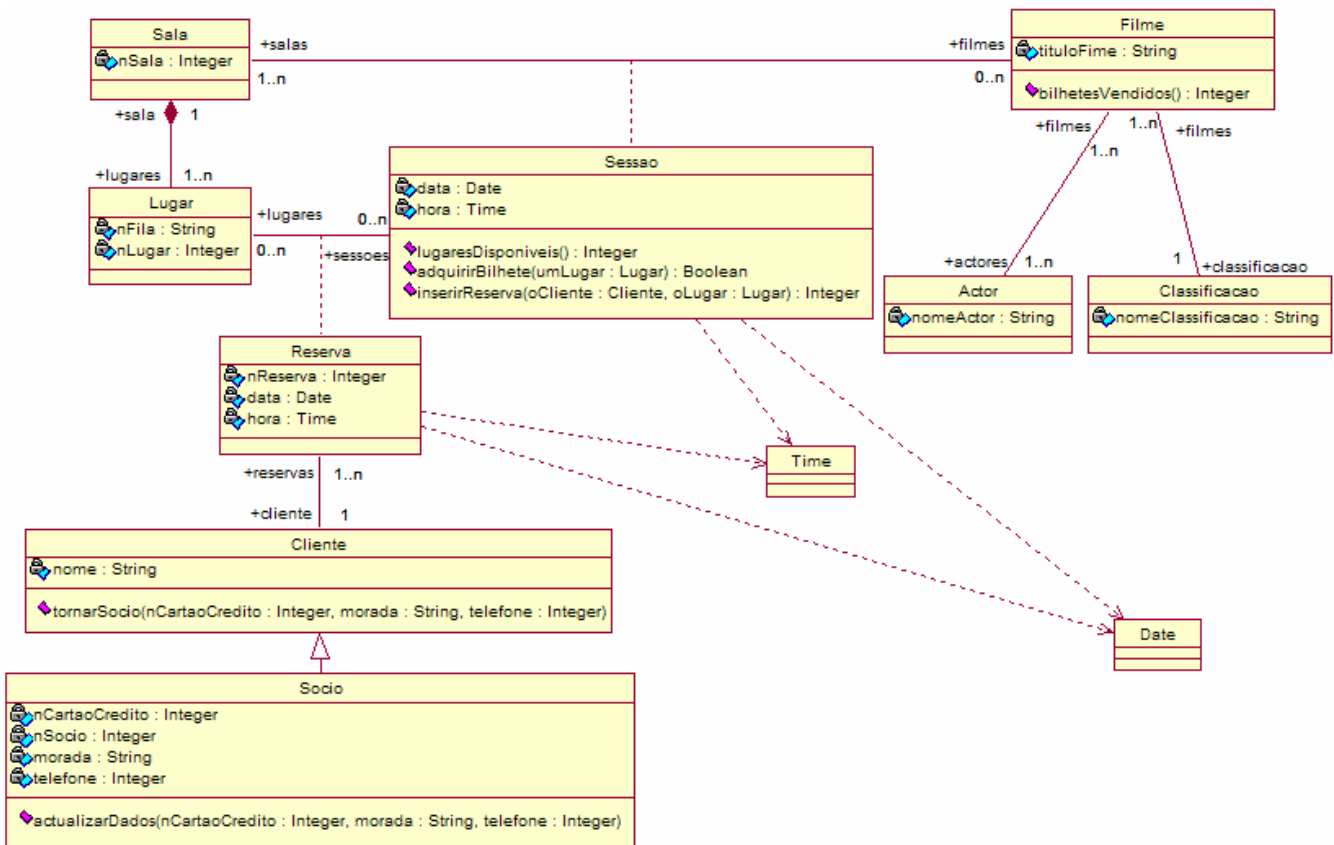 Sala
nSala : Integer
+salas
1..n
+filmes
0..n
Filme
tituloFime : String
bilhetesVendidos() : Integer
+sala
1
+lugares
1..n
Lugar
nFila : String
nLugar : Integer
+lugares
0..n
0..n
+sessoes
Sessao
data : Date
hora : Time
lugaresDisponiveis() : Integer
adquirirBilhete(umLugar : Lugar) : Boolean
inserirReserva(oCliente : Cliente, oLugar : Lugar) : Integer
+filmes
1..n
1..n
+filmes
+actores
1..n
1
+classificacao
Actor
nomeActor : String
Classificacao
nomeClassificacao : String
Reserva
nReserva : Integer
data : Date
hora : Time
+reservas
1..n
+cliente
1
Time
Date
Cliente
nome : String
tornarSocio(nCartaoCredito : Integer, morada : String, telefone : Integer)
Socio
nCartaoCredito : Integer
nSocio : Integer
morada : String
telefone : Integer
actualizarDados(nCartaoCredito : Integer, morada : String, telefone : Integer)